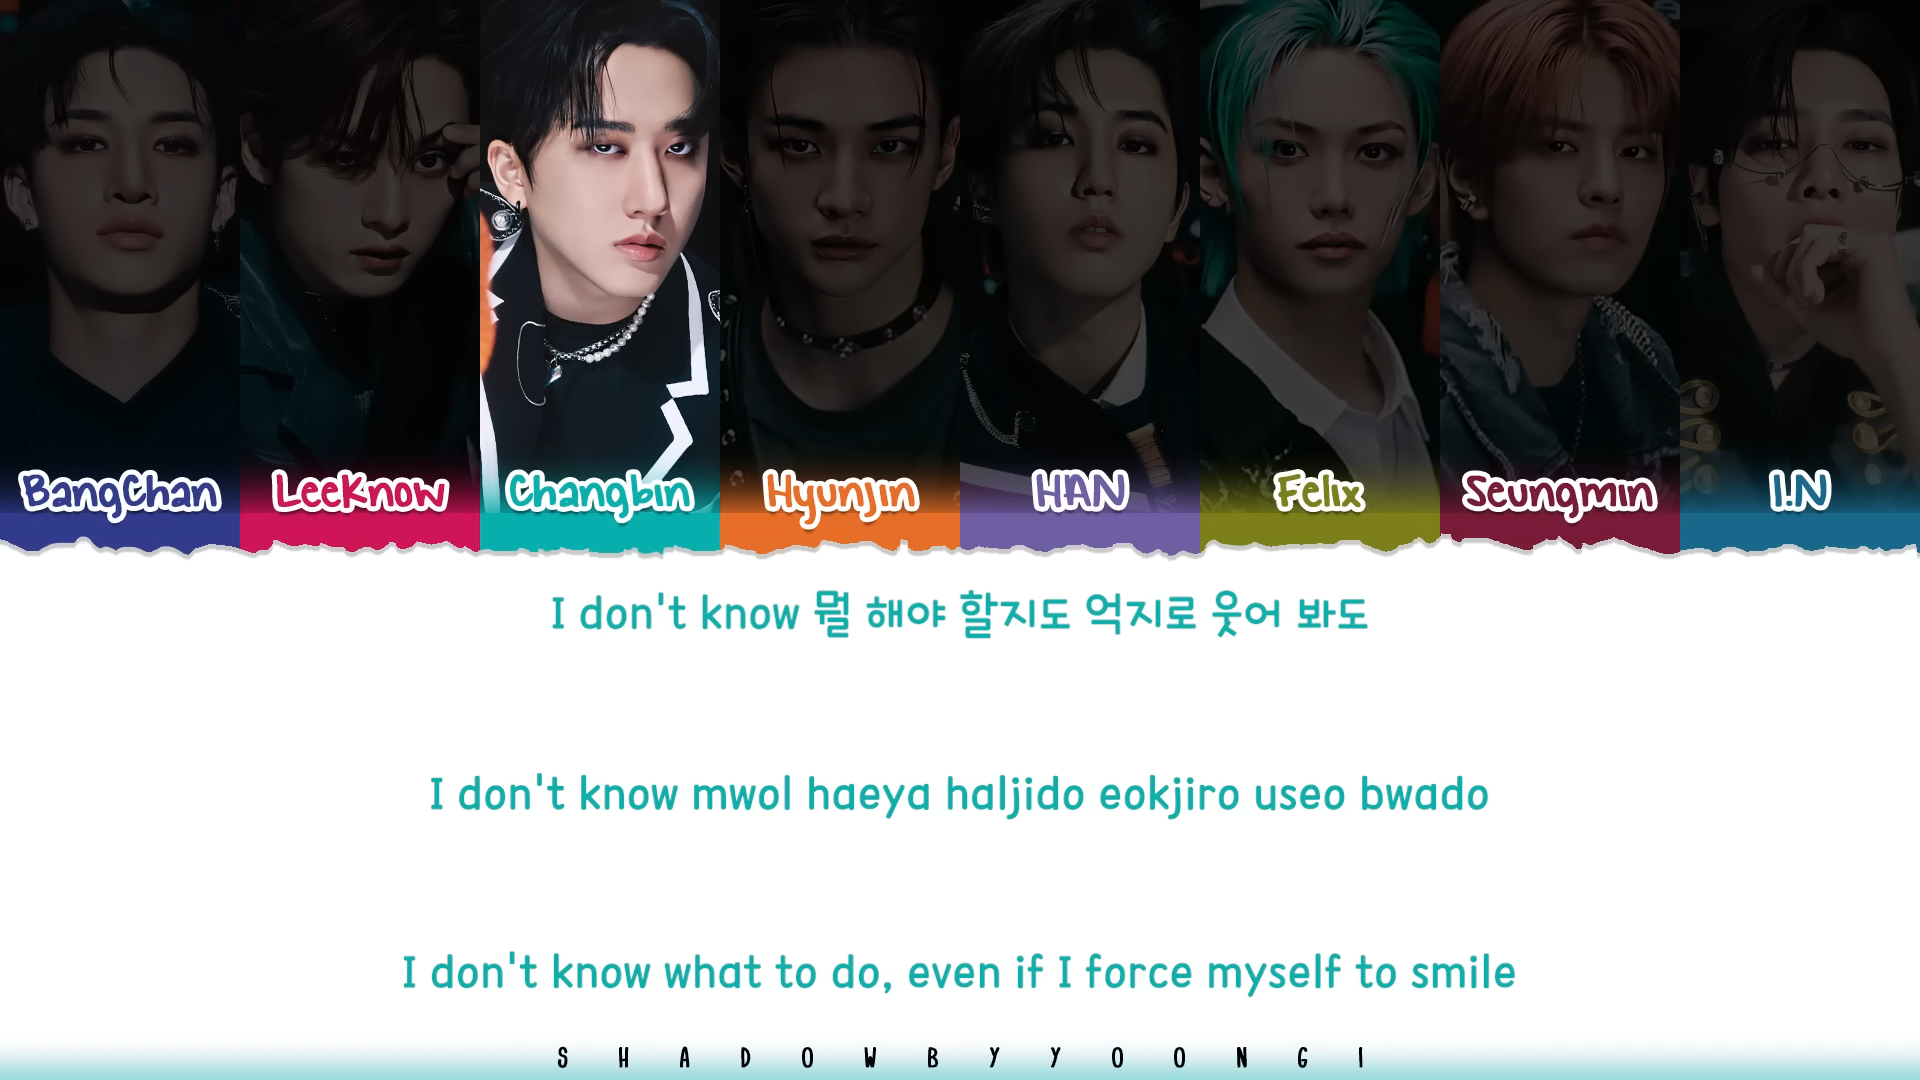 BangChan LeeKnow Changbin Hyunjin HAN Felix Seungmin I.N
I don't know 뭘 해야 할지도 억지로 웃어 봐도
I don't know mwol haeya haljido eokjiro useo bwado
I don't know what to do, even if I force myself to smile
SHADOWBYYOONGI